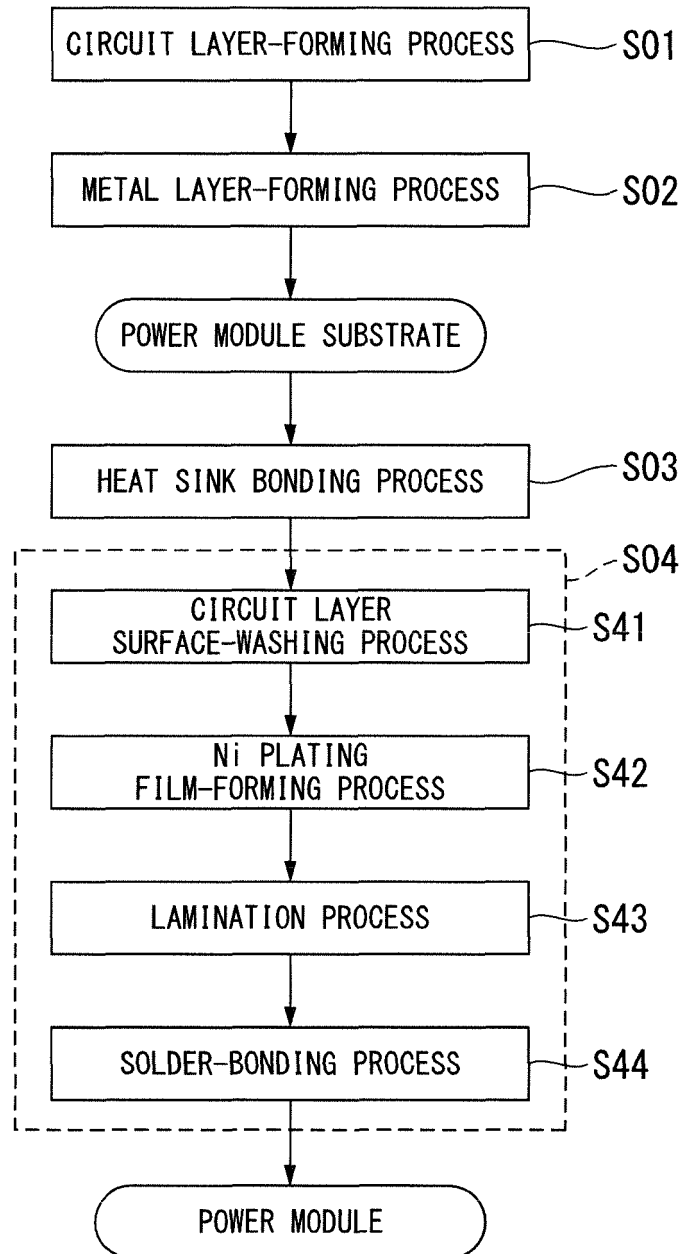 CIRCUIT LAYER-FORMING PROCESS S01
METAL LAYER-FORMING PROCESS S02
POWER MODULE SUBSTRATE
HEAT SINK BONDING PROCESS S03
S04
CIRCUIT LAYER
SURFACE-WASHING PROCESS S41
Ni PLATING
FILM-FORMING PROCESS S42
LAMINATION PROCESS S43
SOLDER-BONDING PROCESS S44
POWER MODULE